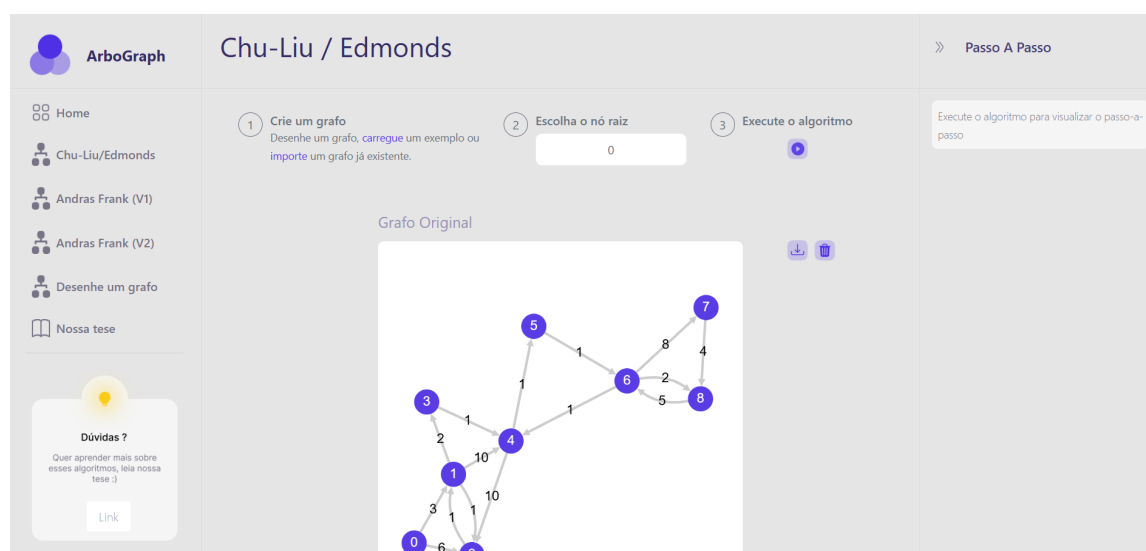 ArboGraph
Chu-Liu / Edmonds
Passo A Passo
Home
Chu-Liu/Edmonds
Andras Frank (V1)
Andras Frank (V2)
Desenhe um grafo
Nossa tese
Dúvidas ?
Quer aprender mais sobre
esses algoritmos, leia nossa
tese :)
Link
1
Crie um grafo
Desenhe um grafo, carregue um exemplo ou
importe um grafo já existente.
2
Escolha o nó raiz
0
3
Execute o algoritmo
Execute o algoritmo para visualizar o passo-a-
passo
Grafo Original
7
5
8
1
4
6
2
1
5
8
3
1
1
2
4
10
1
10
3
1
1
0
6